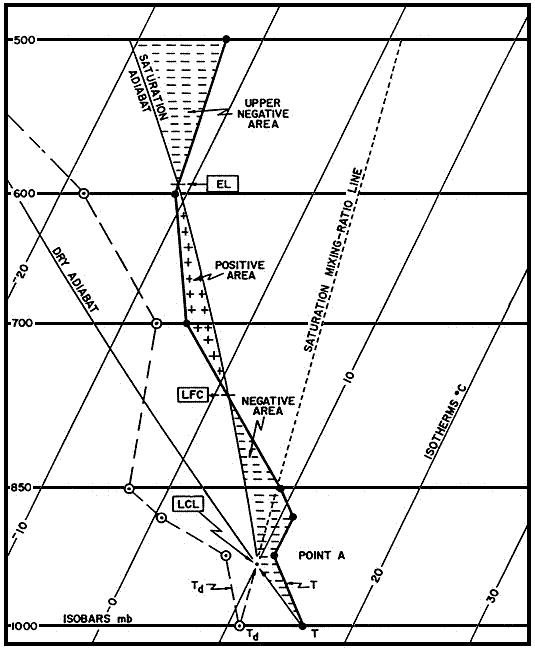 500
SATURATION
ADIABAT
UPPER
NEGATIVE
AREA
EL
600
SATURATION MIXING-RATIO LINE
DRY ADIABAT
POSITIVE
AREA
-20
700
10
LFC
NEGATIVE
AREA
ISOTHERMS °C
850
LCL
-10
POINT A
Td
T
20
0
30
ISOBARS mb
1000
Td
T